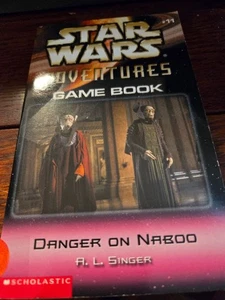 STAR
WARS
ADVENTURES
GAME BOOK
DANGER ON NABOO
A. L. SINGER
SCHOLASTIC